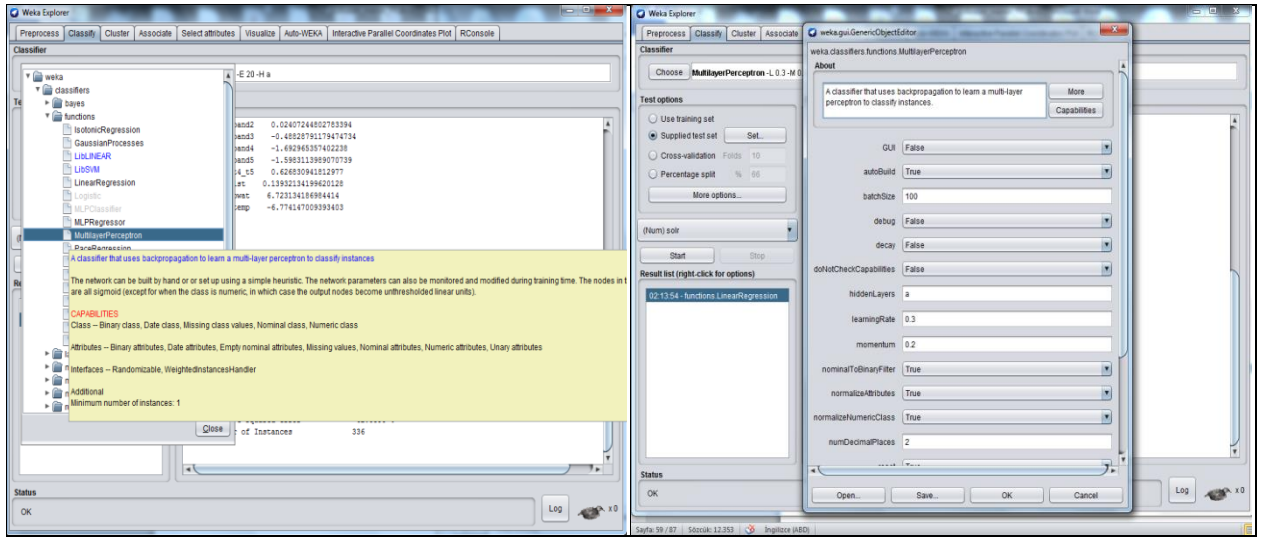 Weka Explorer
Preprocess Classify Cluster Associate Select attributes Visualize Auto-WEKA Interactive Parallel Coordinates Plot RConsole
Classifier
-E 20 -H a
weka
classifiers
bayes
functions
IsotonicRegression
GaussianProcesses
LibLINEAR
LibSVM
LinearRegression
Logistic
MLPClassifier
MLPRegressor
MultilayerPerceptron
PaceRegression
0.02407244802783394
-0.48828791179474734
-1.692965357402238
-1.5983113989070739
0.626830941812977
0.13932134199620128
6.723134186984414
-6.774147009393403
A classifier that uses backpropagation to learn a multi-layer perceptron to classify instances
The network can be built by hand or or set up using a simple heuristic. The network parameters can also be monitored and modified during training time. The nodes in t
are all sigmoid (except for when the class is numeric, in which case the output nodes become unthresholded linear units).
CAPABILITIES
Class -- Binary class, Date class, Missing class values, Nominal class, Numeric class
Attributes -- Binary attributes, Date attributes, Empty nominal attributes, Missing values, Nominal attributes, Numeric attributes, Unary attributes
Interfaces -- Randomizable, WeightedInstancesHandler
Additional
Minimum number of instances: 1
Close
of Instances 336
Status
OK
Log x 0
Weka Explorer
Preprocess Classify Cluster Associate
Classifier
Choose MultilayerPerceptron -L 0.3 -M 0
Test options
Use training set
Supplied test set Set...
Cross-validation Folds 10
Percentage split % 66
More options...
(Num) solr
Start Stop
Result list (right-click for options)
02:13:54 - functions.LinearRegression
Status
OK
Log x 0
weka.gui.GenericObjectEditor
weka.classifiers.functions.MultilayerPerceptron
About
A classifier that uses backpropagation to learn a multi-layer
perceptron to classify instances.
More
Capabilities
GUI False
autoBuild True
batchSize 100
debug False
decay False
doNotCheckCapabilities False
hiddenLayers a
learningRate 0.3
momentum 0.2
nominalToBinaryFilter True
normalizeAttributes True
normalizeNumericClass True
numDecimalPlaces 2
Open... Save... OK Cancel
Sayfa: 59 / 87 Sözcük: 12.353 İngilizce (ABD)